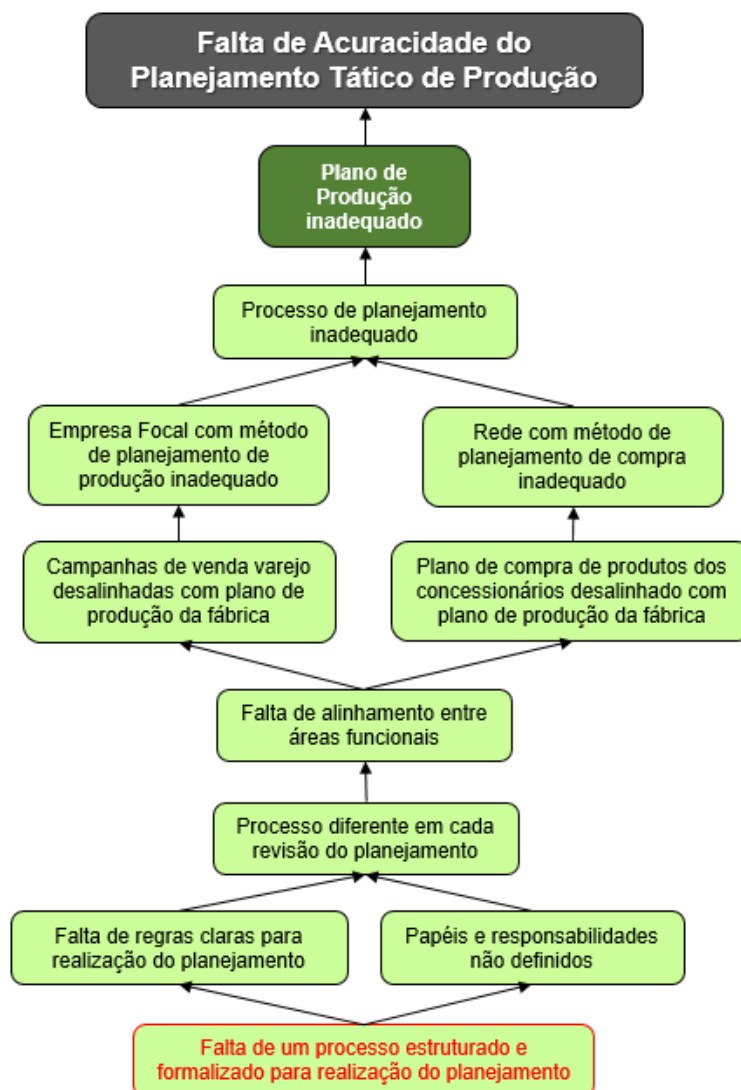 Falta de Acuracidade do
Planejamento Tático de Produção
Plano de
Produção
inadequado
Processo de planejamento
inadequado
Empresa Focal com método
de planejamento de
produção inadequado
Rede com método de
planejamento de compra
inadequado
Campanhas de venda varejo
desalinhadas com plano de
produção da fábrica
Plano de compra de produtos dos
concessionários desalinhado com
plano de produção da fábrica
Falta de alinhamento entre
áreas funcionais
Processo diferente em cada
revisão do planejamento
Falta de regras claras para
realização do planejamento
Papéis e responsabilidades
não definidos
Falta de um processo estruturado e
formalizado para realização do planejamento